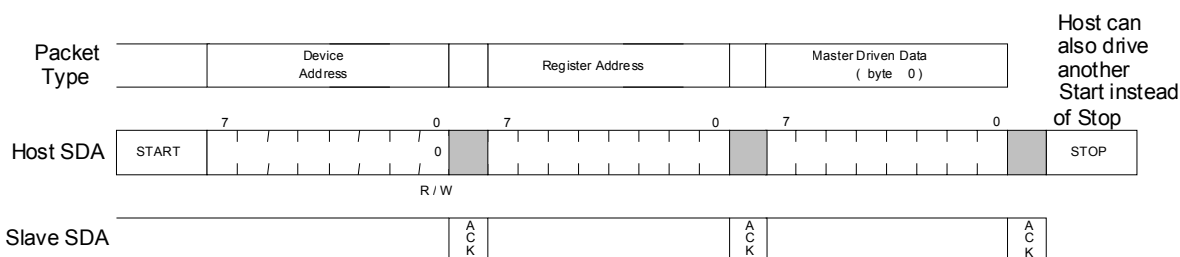 Host can
also drive
another
Start instead
of Stop
Packet
Type
Device
Address
Register Address
Master Driven Data
( byte 0 )
7 0 7 0 7 0
Host SDA START 0 STOP
R / W
Slave SDA
A
C
K
A
C
K
A
C
K